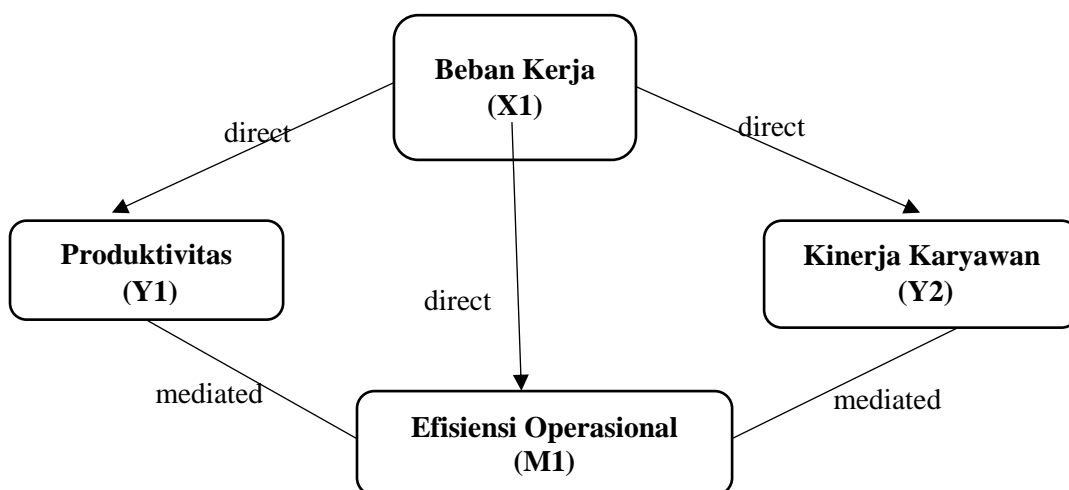 Beban Kerja
(X1)
direct
direct
Produktivitas
(Y1)
Kinerja Karyawan
(Y2)
direct
mediated
mediated
Efisiensi Operasional
(M1)